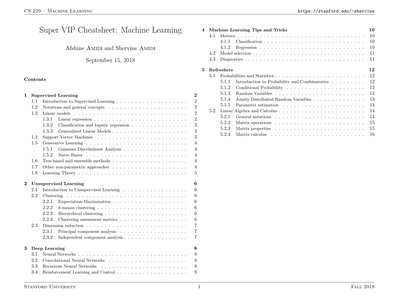 CS 229 – Machine Learning
https://stanford.edu/~shervine
Super VIP Cheatsheet: Machine Learning
Afshine Amidi and Shervine Amidi
September 15, 2018
Contents
1 Supervised Learning 2
1.1 Introduction to Supervised Learning 2
1.2 Notations and general concepts 2
1.3 Linear models 2
1.3.1 Linear regression 2
1.3.2 Classification and logistic regression 3
1.3.3 Generalized Linear Models 3
1.4 Support Vector Machines 3
1.5 Generative Learning 4
1.5.1 Gaussian Discriminant Analysis 4
1.5.2 Naive Bayes 4
1.6 Tree-based and ensemble methods 4
1.7 Other non-parametric approaches 4
1.8 Learning Theory 5
2 Unsupervised Learning 6
2.1 Introduction to Unsupervised Learning 6
2.2 Clustering 6
2.2.1 Expectation-Maximization 6
2.2.2 k-means clustering 6
2.2.3 Hierarchical clustering 6
2.2.4 Clustering assessment metrics 6
2.3 Dimension reduction 7
2.3.1 Principal component analysis 7
2.3.2 Independent component analysis 7
3 Deep Learning 8
3.1 Neural Networks 8
3.2 Convolutional Neural Networks 8
3.3 Recurrent Neural Networks 8
3.4 Reinforcement Learning and Control 9
4 Machine Learning Tips and Tricks 10
4.1 Metrics 10
4.1.1 Classification 10
4.1.2 Regression 10
4.2 Model selection 11
4.3 Diagnostics 11
5 Refreshers 12
5.1 Probabilities and Statistics 12
5.1.1 Introduction to Probability and Combinatorics 12
5.1.2 Conditional Probability 12
5.1.3 Random Variables 13
5.1.4 Jointly Distributed Random Variables 13
5.1.5 Parameter estimation 14
5.2 Linear Algebra and Calculus 14
5.2.1 General notations 14
5.2.2 Matrix operations 15
5.2.3 Matrix properties 15
5.2.4 Matrix calculus 16
Stanford University
1
Fall 2018